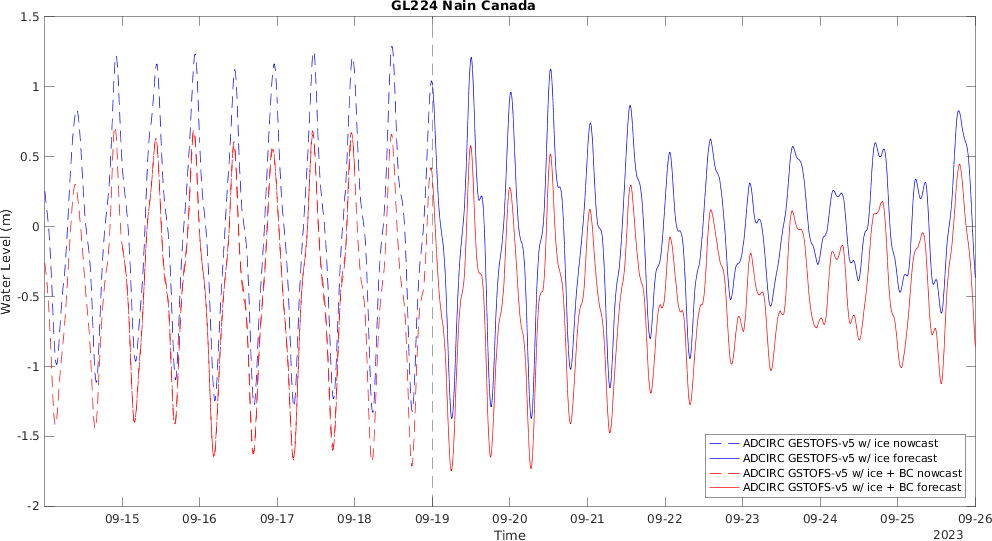 GL224 Nain Canada
1.5
1
0.5
0
-0.5
-1
-1.5
-2
Water Level (m)
09-15 09-16 09-17 09-18 09-19 09-20 09-21 09-22 09-23 09-24 09-25 09-26
Time
2023
ADCIRC GESTOFS-v5 w/ ice nowcast
ADCIRC GESTOFS-v5 w/ ice forecast
ADCIRC GSTOFS-v5 w/ ice + BC nowcast
ADCIRC GSTOFS-v5 w/ ice + BC forecast